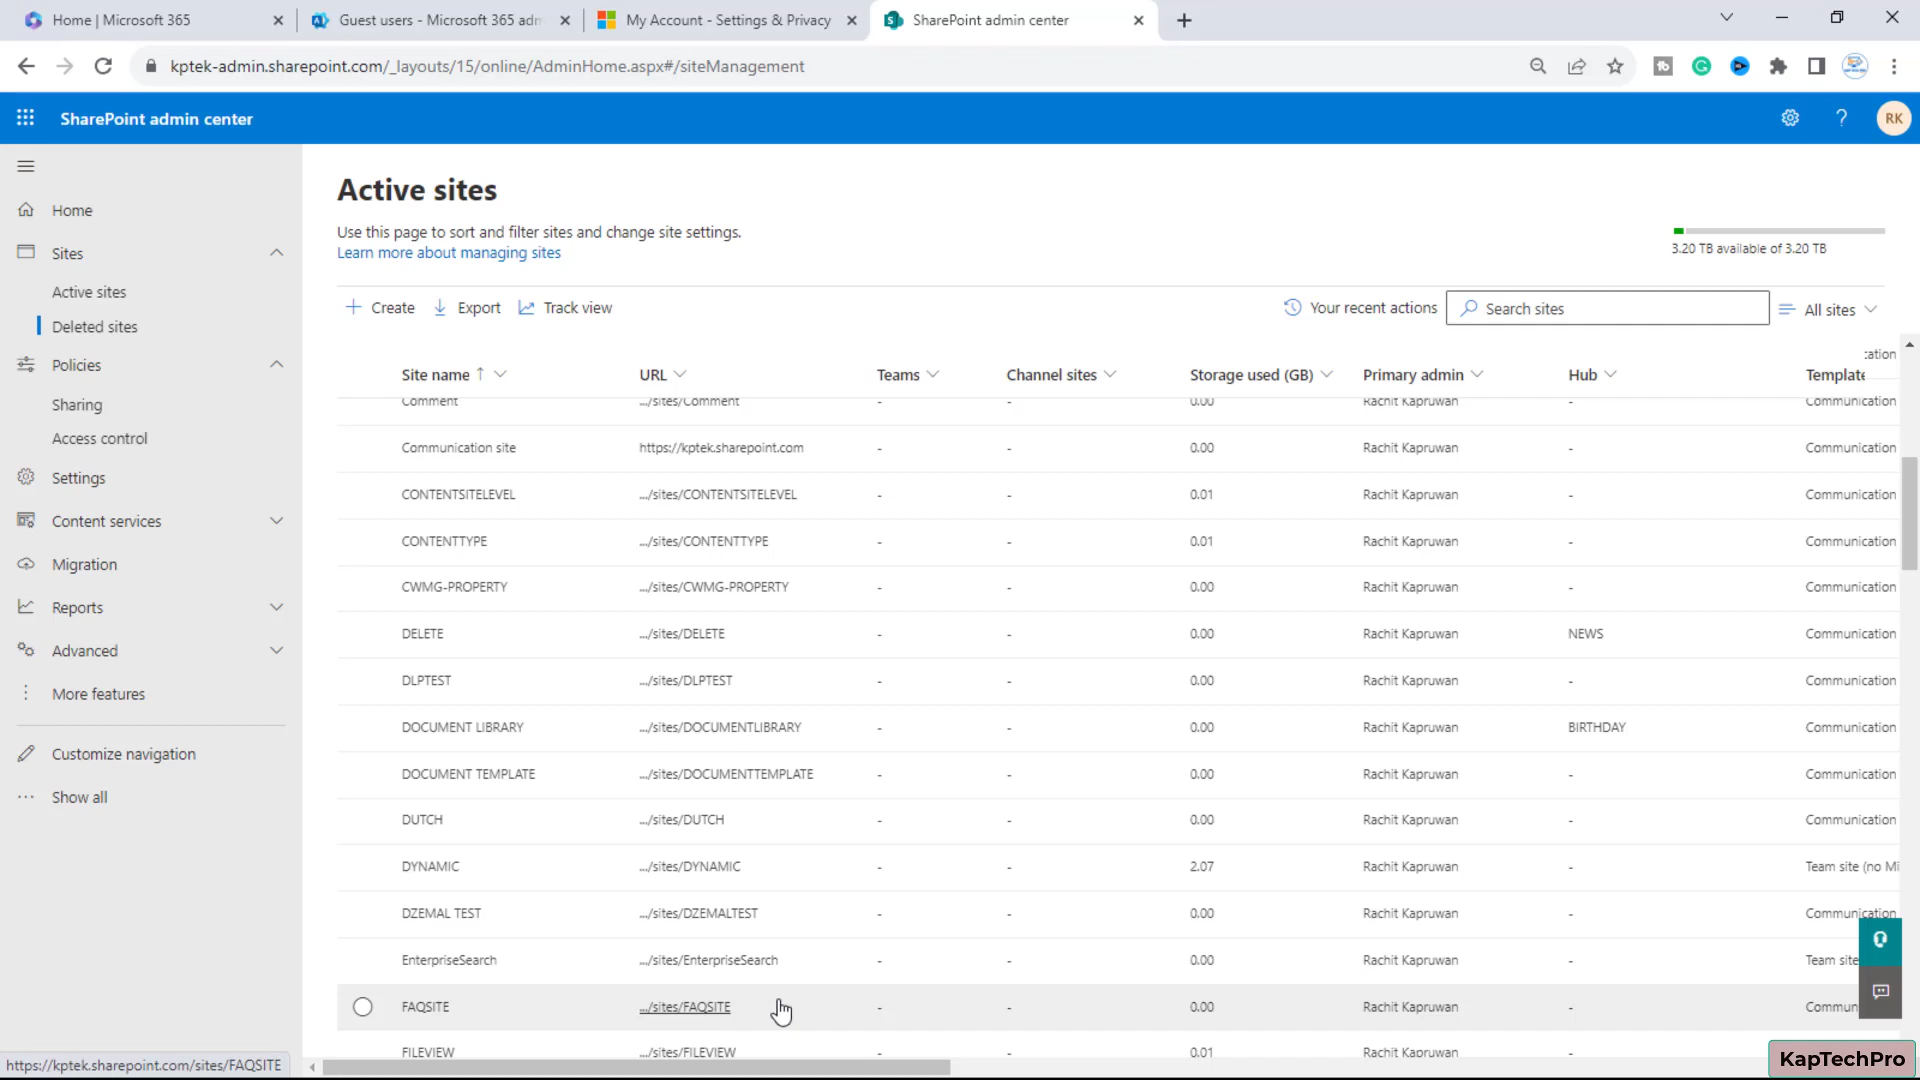 Home | Microsoft 365
Guest users - Microsoft 365 adm
My Account - Settings & Privacy
SharePoint admin center
kptek-admin.sharepoint.com/_layouts/15/online/AdminHome.aspx#/siteManagement
SharePoint admin center
RK
Home
Sites
Active sites
Deleted sites
Policies
Sharing
Access control
Settings
Content services
Migration
Reports
Advanced
More features
Customize navigation
Show all
Active sites
Use this page to sort and filter sites and change site settings.
Learn more about managing sites
3.20 TB available of 3.20 TB
Create Export Track view Your recent actions Search sites All sites
:ation
Site name ↑ URL Teams Channel sites Storage used (GB) Primary admin Hub Template
Comment .../sites/Comment - - 0.00 Rachit Kapruwan - Communication
Communication site https://kptek.sharepoint.com - - 0.00 Rachit Kapruwan - Communication
CONTENTSITELEVEL .../sites/CONTENTSITELEVEL - - 0.01 Rachit Kapruwan - Communication
CONTENTTYPE .../sites/CONTENTTYPE - - 0.01 Rachit Kapruwan - Communication
CWMG-PROPERTY .../sites/CWMG-PROPERTY - - 0.00 Rachit Kapruwan - Communication
DELETE .../sites/DELETE - - 0.00 Rachit Kapruwan NEWS Communication
DLPTEST .../sites/DLPTEST - - 0.00 Rachit Kapruwan - Communication
DOCUMENT LIBRARY .../sites/DOCUMENTLIBRARY - - 0.00 Rachit Kapruwan BIRTHDAY Communication
DOCUMENT TEMPLATE .../sites/DOCUMENTTEMPLATE - - 0.00 Rachit Kapruwan - Communication
DUTCH .../sites/DUTCH - - 0.00 Rachit Kapruwan - Communication
DYNAMIC .../sites/DYNAMIC - - 2.07 Rachit Kapruwan - Team site (no Mi
DZEMAL TEST .../sites/DZEMALTEST - - 0.00 Rachit Kapruwan - Communication
EnterpriseSearch .../sites/EnterpriseSearch - - 0.00 Rachit Kapruwan - Team site
FAQSITE .../sites/FAQSITE - - 0.00 Rachit Kapruwan - Commun
FILEVIEW .../sites/FILEVIEW - - 0.01 Rachit Kapruwan - Communication
https://kptek.sharepoint.com/sites/FAQSITE
KapTechPro